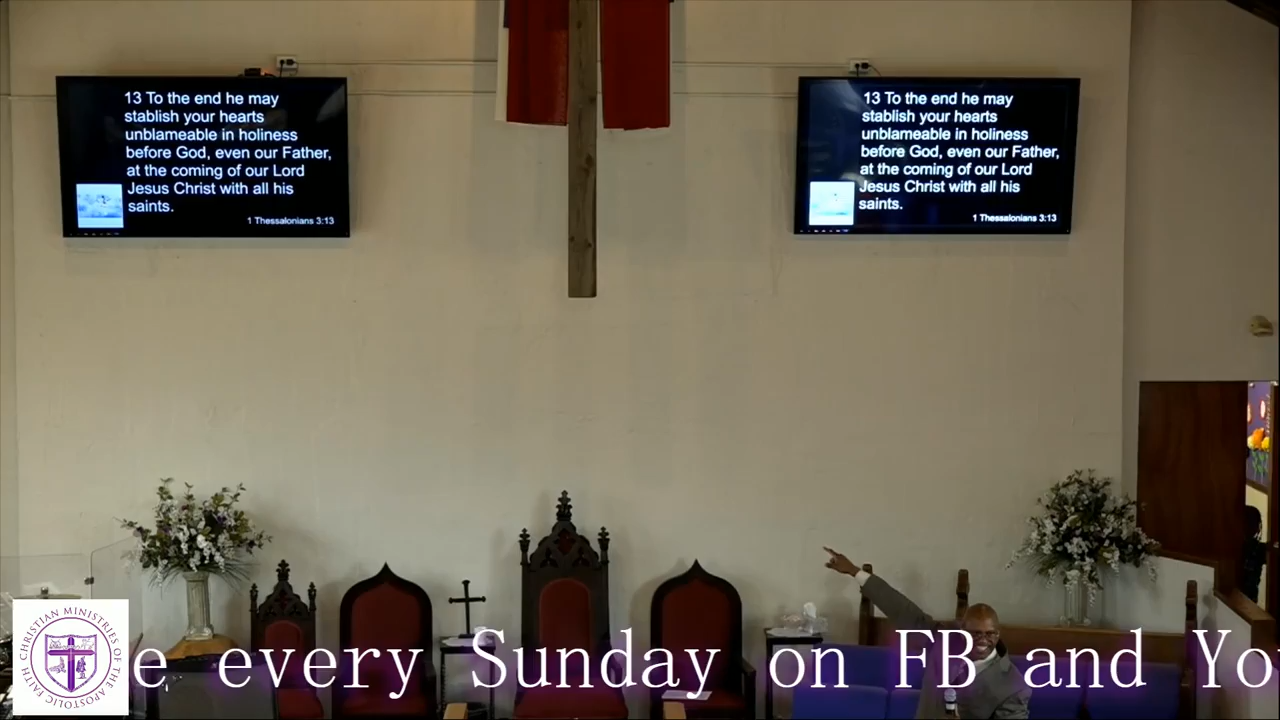 13 To the end he may
stablish your hearts
unblameable in holiness
before God, even our Father,
at the coming of our Lord
Jesus Christ with all his
saints.
1 Thessalonians 3:13
13 To the end he may
stablish your hearts
unblameable in holiness
before God, even our Father,
at the coming of our Lord
Jesus Christ with all his
saints.
1 Thessalonians 3:13
FAITH CHRISTIAN MINISTRIES OF THE APOSTOLIC
e every Sunday on FB and Yo